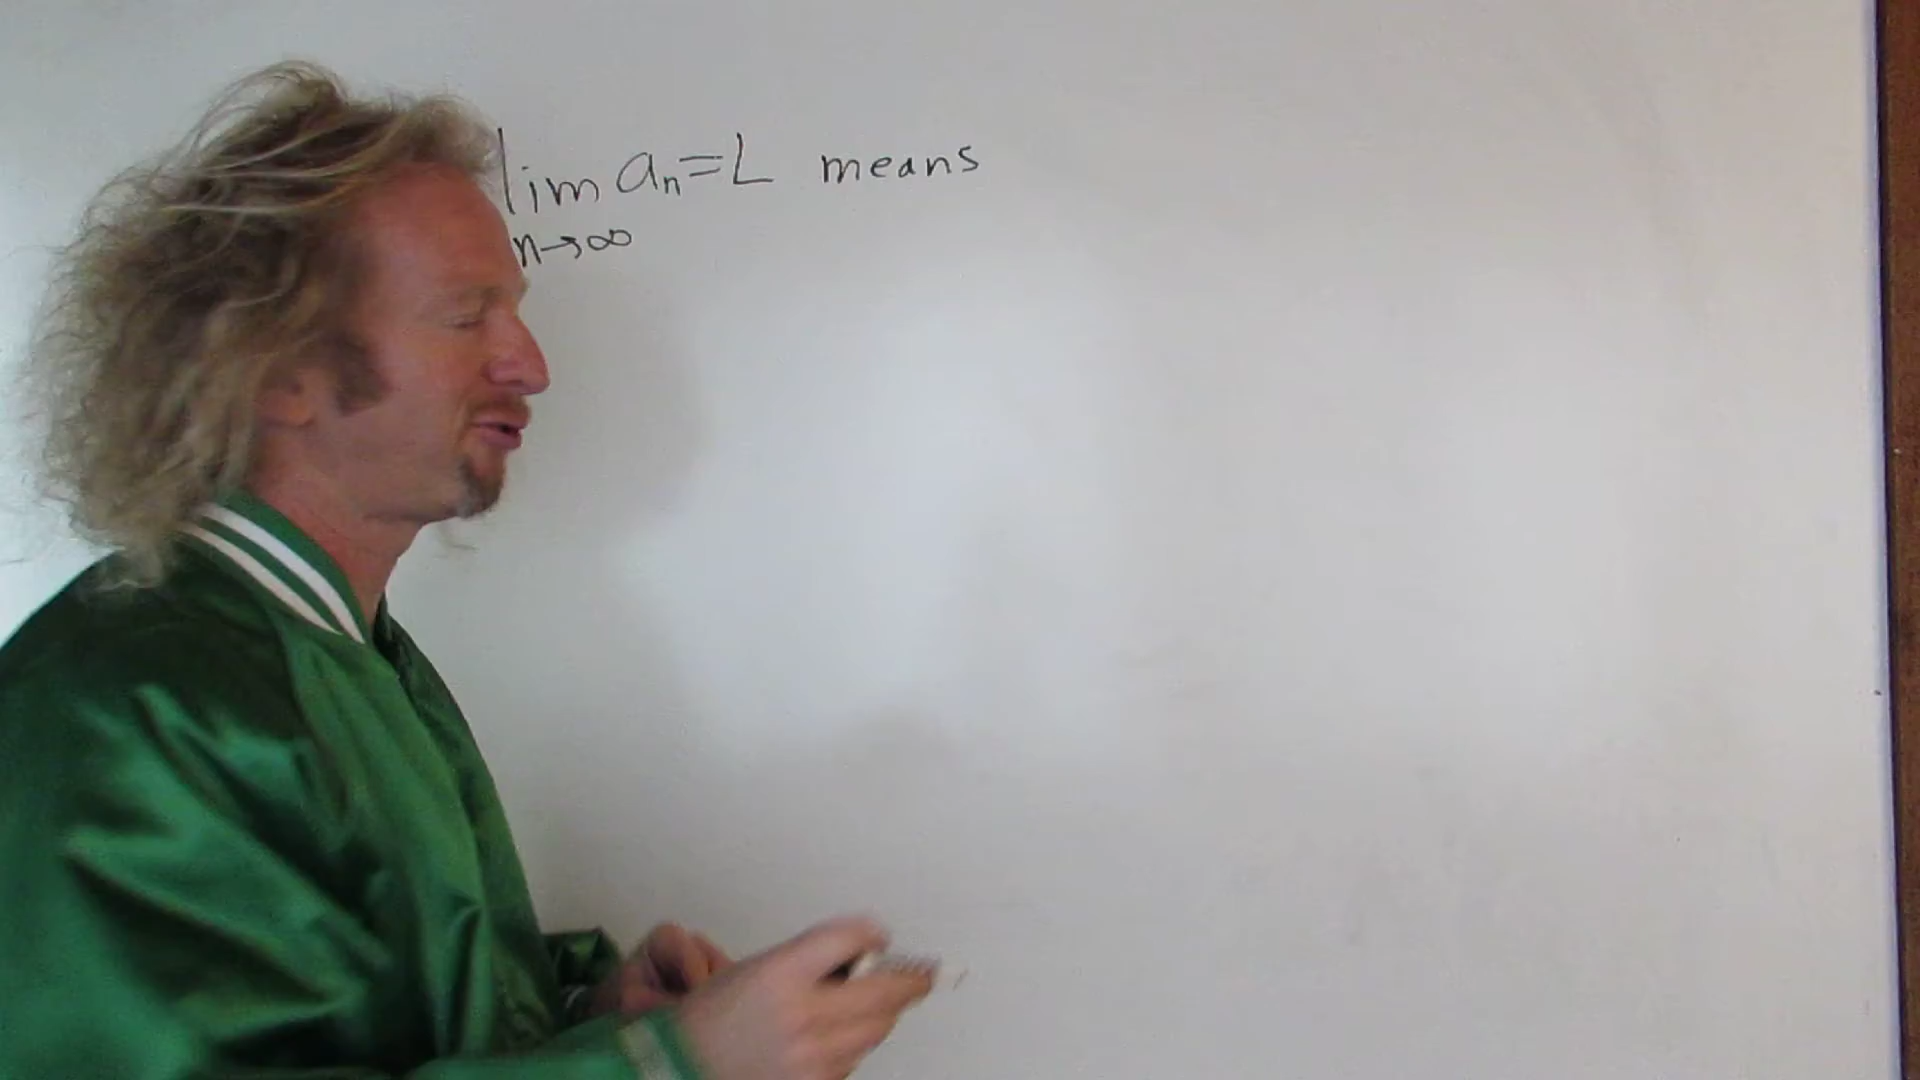 lim aₙ = L means
n→∞